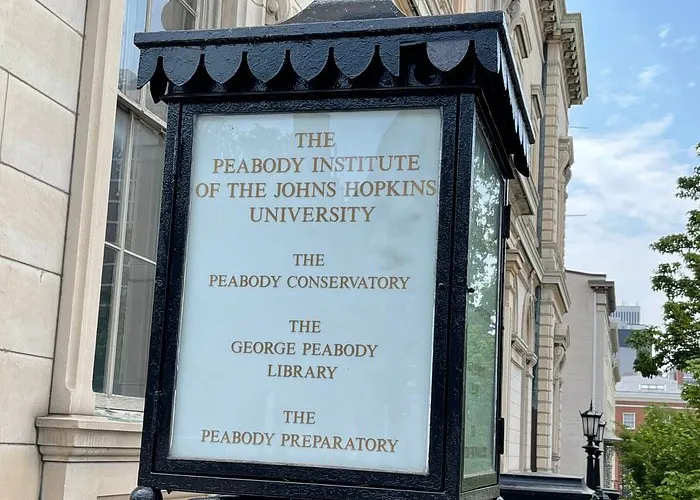 THE
PEABODY INSTITUTE
OF THE JOHNS HOPKINS
UNIVERSITY
THE
PEABODY CONSERVATORY
THE
GEORGE PEABODY
LIBRARY
THE
PEABODY PREPARATORY